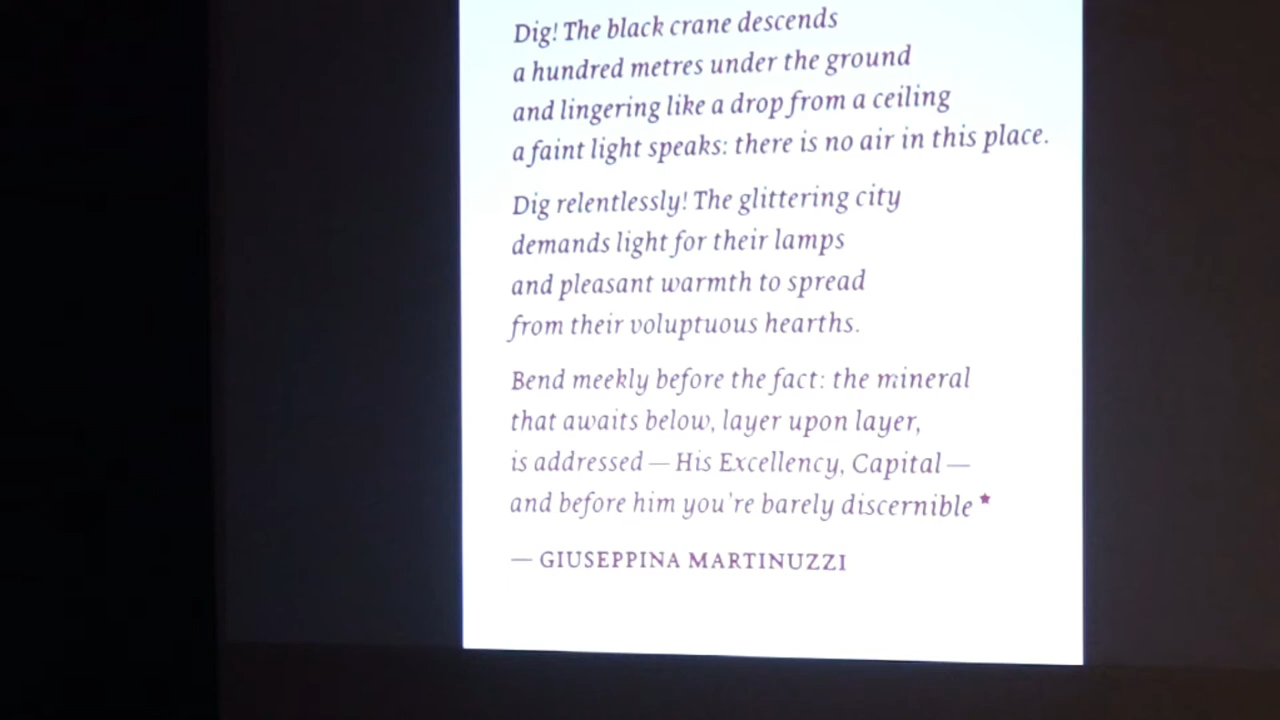 Dig! The black crane descends
a hundred metres under the ground
and lingering like a drop from a ceiling
a faint light speaks: there is no air in this place.
Dig relentlessly! The glittering city
demands light for their lamps
and pleasant warmth to spread
from their voluptuous hearths.
Bend meekly before the fact: the mineral
that awaits below, layer upon layer,
is addressed — His Excellency, Capital —
and before him you're barely discernible *
— GIUSEPPINA MARTINUZZI